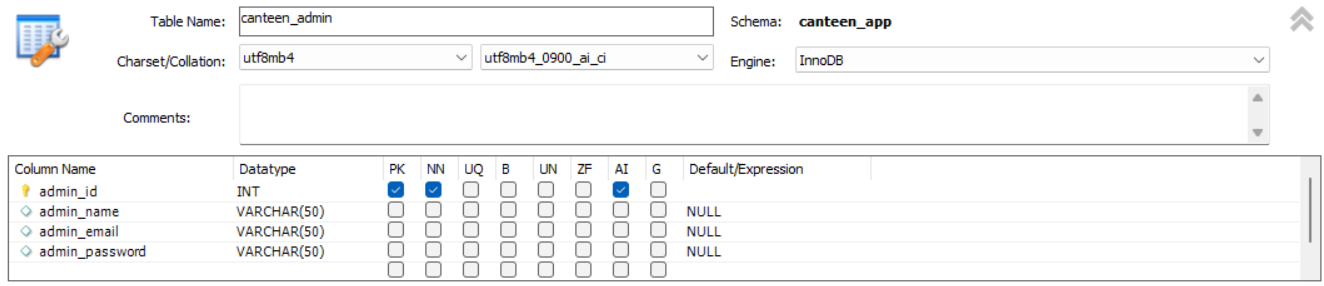 Table Name: canteen_admin Schema: canteen_app
Charset/Collation: utf8mb4 utf8mb4_0900_ai_ci Engine: InnoDB
Comments:
Column Name Datatype PK NN UQ B UN ZF AI G Default/Expression
admin_id INT
admin_name VARCHAR(50) NULL
admin_email VARCHAR(50) NULL
admin_password VARCHAR(50) NULL